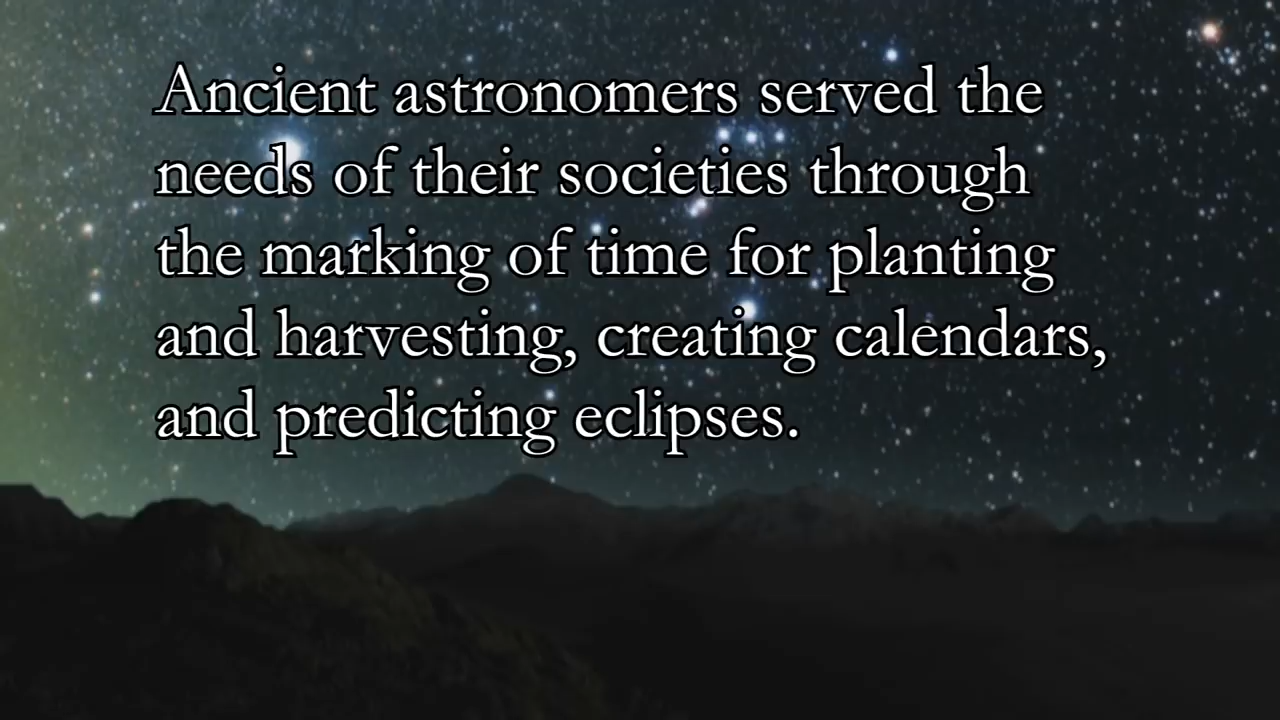 Ancient astronomers served the
needs of their societies through
the marking of time for planting
and harvesting, creating calendars,
and predicting eclipses.